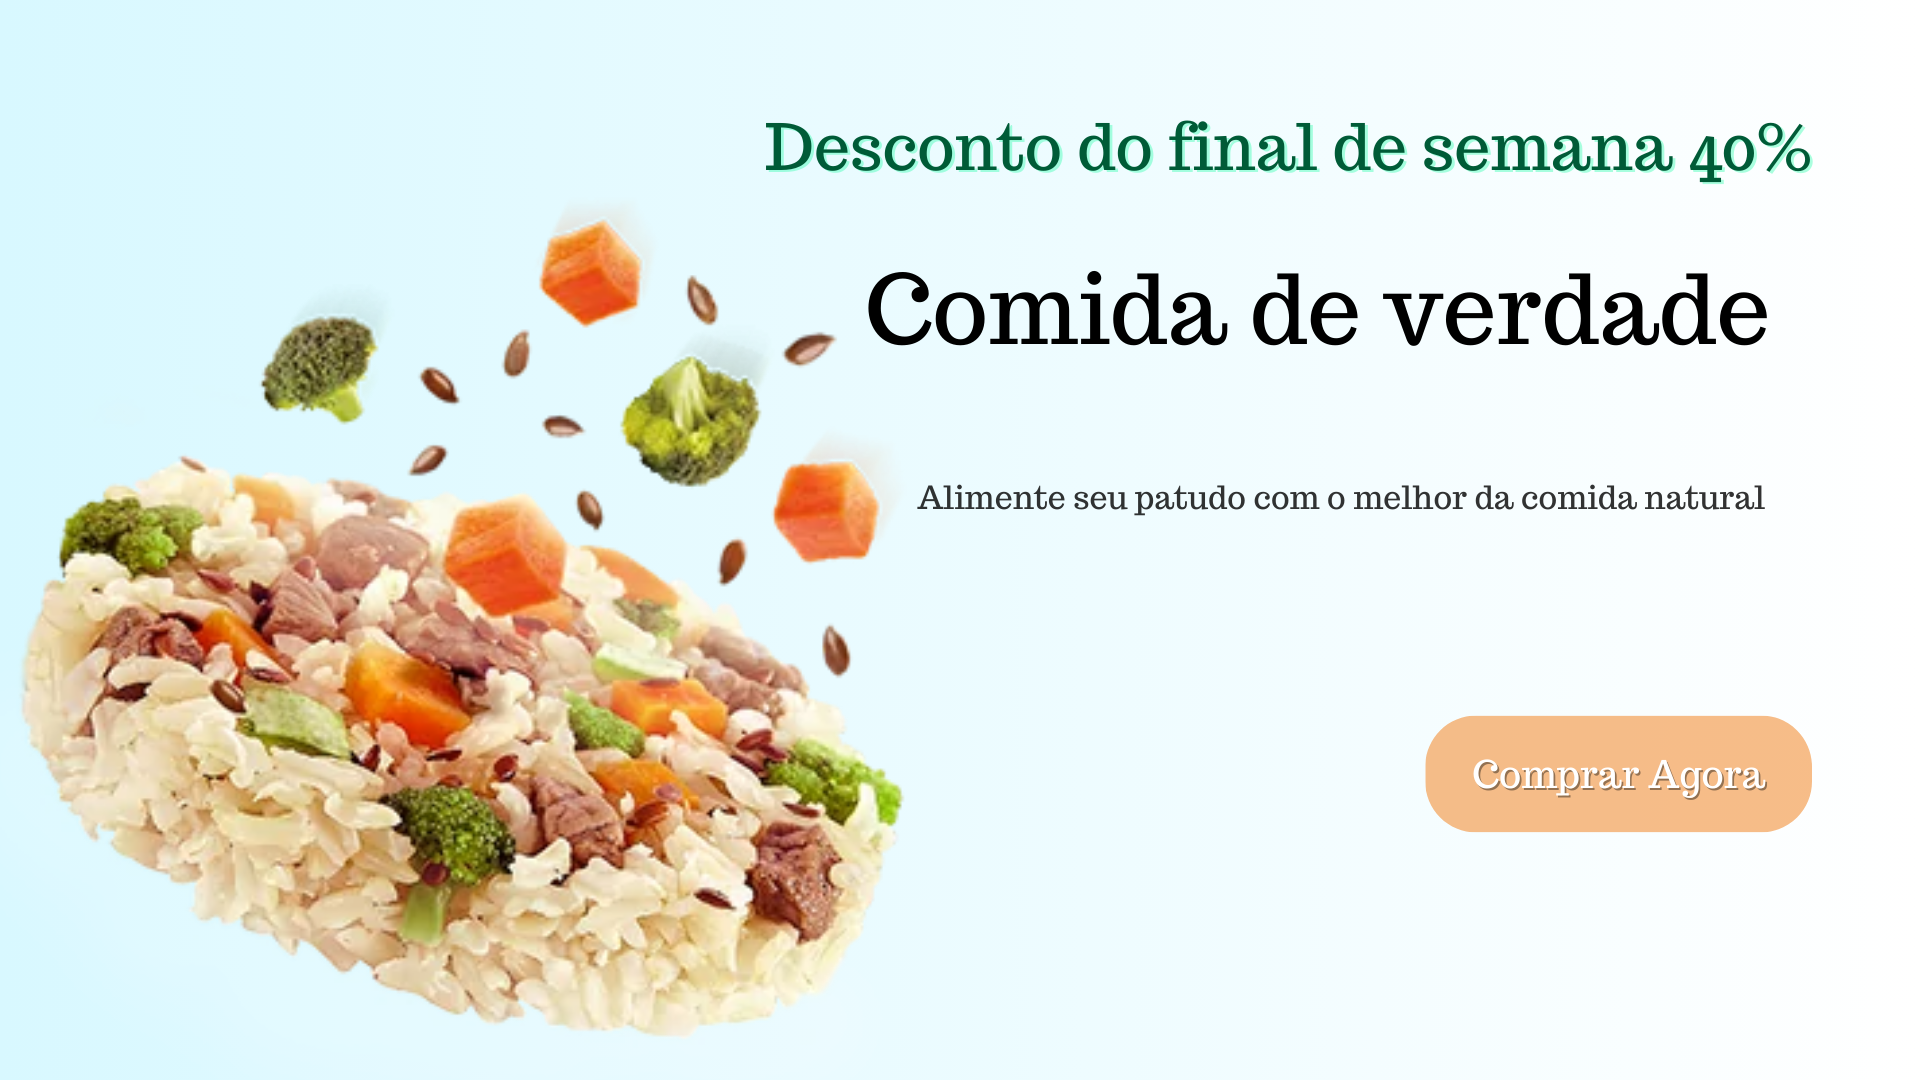 Desconto do final de semana 40%
Comida de verdade
Alimente seu patudo com o melhor da comida natural
Comprar Agora